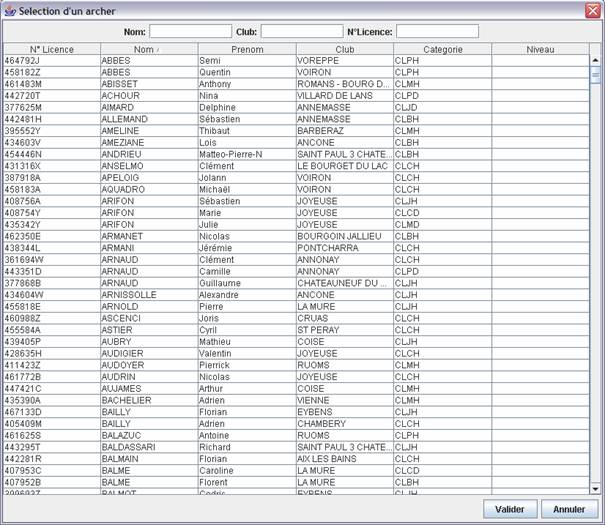 Selection d'un archer
Nom: Club: N°Licence:
N° Licence Nom Prenom Club Categorie Niveau
464792J ABBES Semi VOREPPE CLPH
458182Z ABBES Quentin VOIRON CLPH
461483M ABISSET Anthony ROMANS - BOURG D... CLMH
442720T ACHOUR Nina VILLARD DE LANS CLPD
377625M AIMARD Delphine ANNEMASSE CLJD
442481H ALLEMAND Sébastien ANNEMASSE CLBH
395552Y AMELINE Thibaut BARBERAZ CLMH
434603V AMEZIANE Lois ANCONE CLBH
454446N ANDRIEU Matteo-Pierre-N SAINT PAUL 3 CHATE... CLBH
431316X ANSELMO Clément LE BOURGET DU LAC CLCH
387918A APELOIG Jolann VOIRON CLCH
458183A AQUADRO Michaël VOIRON CLCH
408756A ARIFON Sébastien JOYEUSE CLJH
408754Y ARIFON Marie JOYEUSE CLCD
435342Y ARIFON Julie JOYEUSE CLMD
462350E ARMANET Nicolas BOURGOIN JALLIEU CLBH
438344L ARMANI Jérémie PONTCHARRA CLCH
361694W ARNAUD Clément ANNONAY CLCH
443351D ARNAUD Camille ANNONAY CLPD
377868B ARNAUD Guillaume CHATEAUNEUF DU ... CLJH
434604W ARNISSOLLE Alexandre ANCONE CLJH
455818E ARNOLD Pierre LA MURE CLJH
460988Z ASCENCI Joris CRUAS CLCH
455584A ASTIER Cyril ST PERAY CLCH
439405P AUBRY Mathieu COISE CLJH
428635H AUDIGIER Valentin JOYEUSE CLCH
411423Z AUDOYER Pierrick RUOMS CLMH
461772B AUDRIN Nicolas JOYEUSE CLCH
447421C AUJAMES Arthur COISE CLMH
435390A BACHELIER Adrien VIENNE CLMH
467133D BAILLY Florian EYBENS CLJH
405409M BAILLY Adrien CHAMBERY CLCH
461625S BALAZUC Antoine RUOMS CLPH
443295T BALDASSARI Richard SAINT PAUL 3 CHATE... CLJH
442281R BALMAIN Florian AIX LES BAINS CLCH
407953C BALME Caroline LA MURE CLCD
407952B BALME Florent LA MURE CLBH
399693Z BALMOT Cedric EYBENS CLJH
Valider Annuler